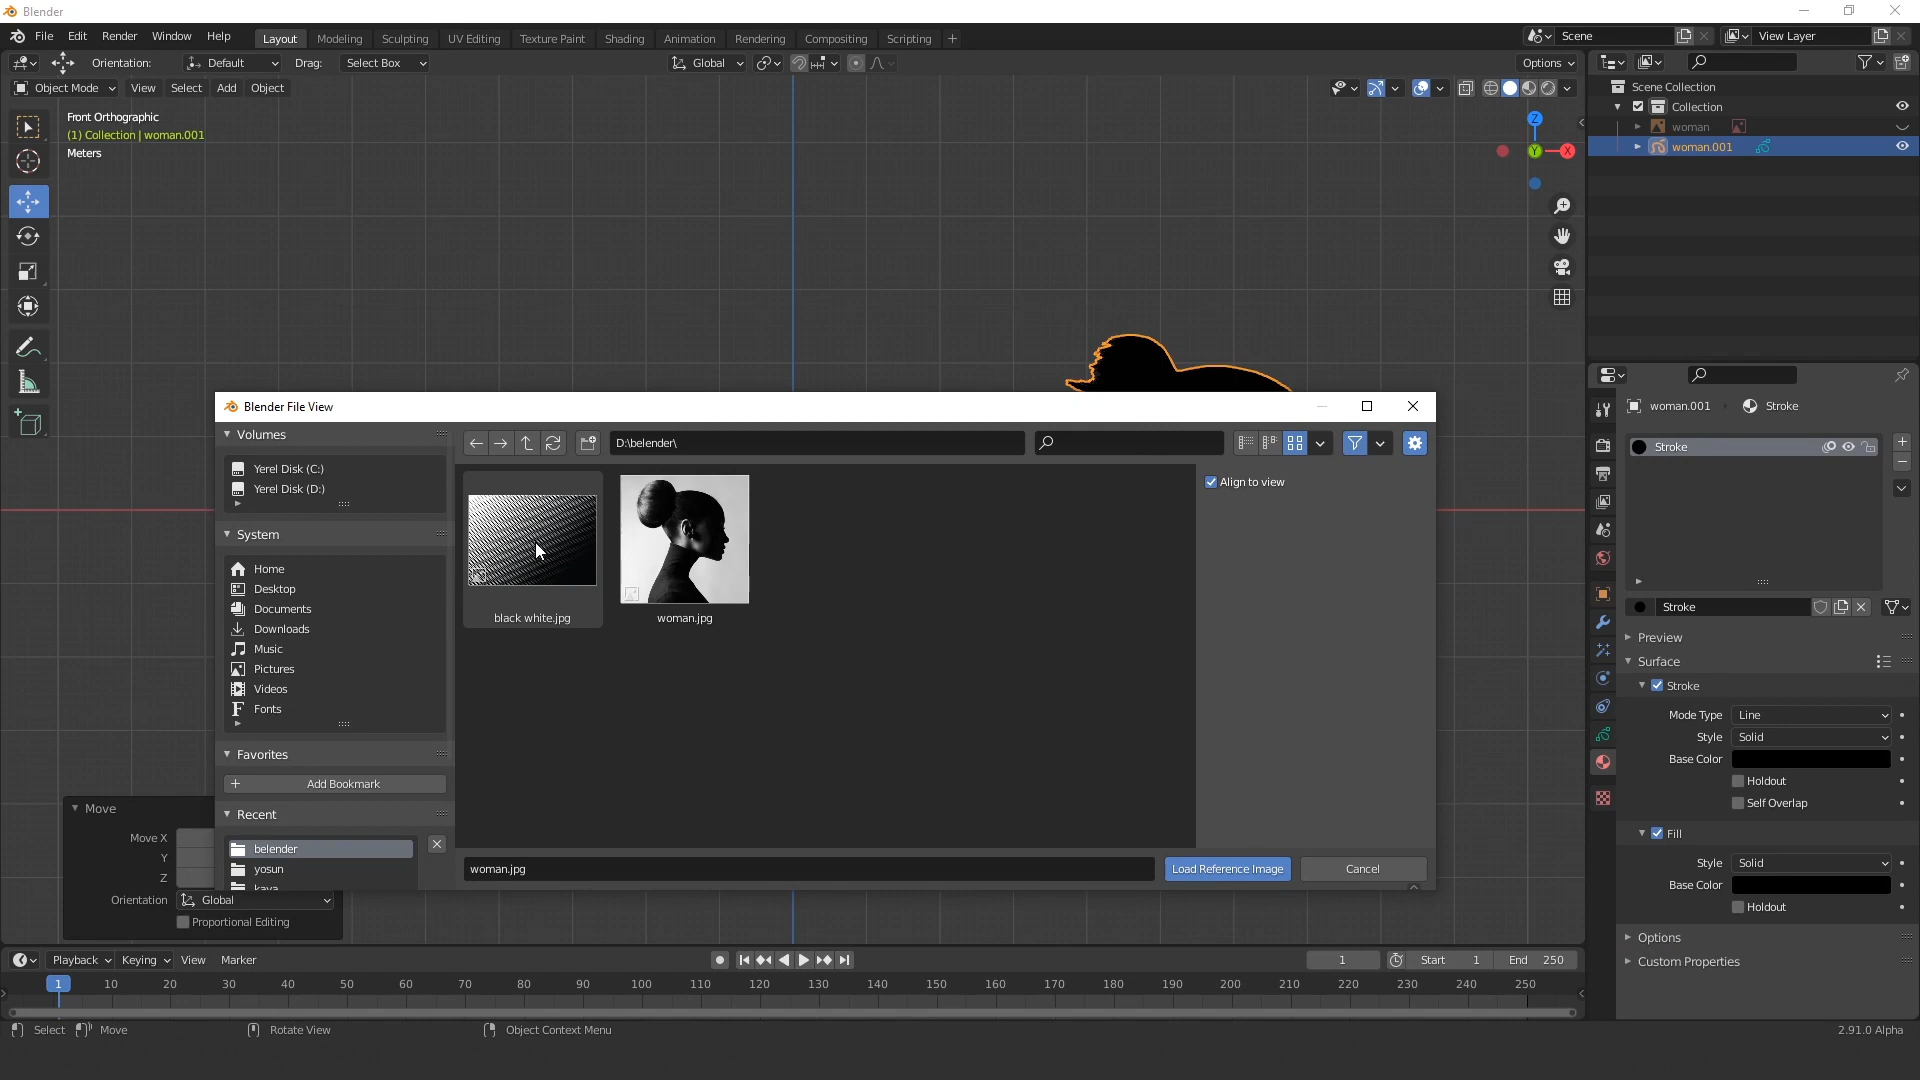 Blender
File Edit Render Window Help Layout Modeling Sculpting UV Editing Texture Paint Shading Animation Rendering Compositing Scripting + Scene View Layer
Orientation: Default Drag: Select Box Global Options
Object Mode View Select Add Object
Front Orthographic
(1) Collection | woman.001
Meters
Z
Y
X
Scene Collection
Collection
woman
woman.001
Blender File View
Volumes
Yerel Disk (C:)
Yerel Disk (D:)
System
Home
Desktop
Documents
Downloads
Music
Pictures
Videos
Fonts
Favorites
Add Bookmark
Recent
belender
yosun
kaya
D:\belender\
black white.jpg
woman.jpg
Align to view
woman.jpg
Load Reference Image
Cancel
Move
Move X
Y
Z
Orientation Global
Proportional Editing
woman.001 Stroke
Stroke
Stroke
Preview
Surface
Stroke
Mode Type Line
Style Solid
Base Color
Holdout
Self Overlap
Fill
Style Solid
Base Color
Holdout
Options
Custom Properties
Playback Keying View Marker 1 Start 1 End 250
1 10 20 30 40 50 60 70 80 90 100 110 120 130 140 150 160 170 180 190 200 210 220 230 240 250
Select Move Rotate View Object Context Menu 2.91.0 Alpha